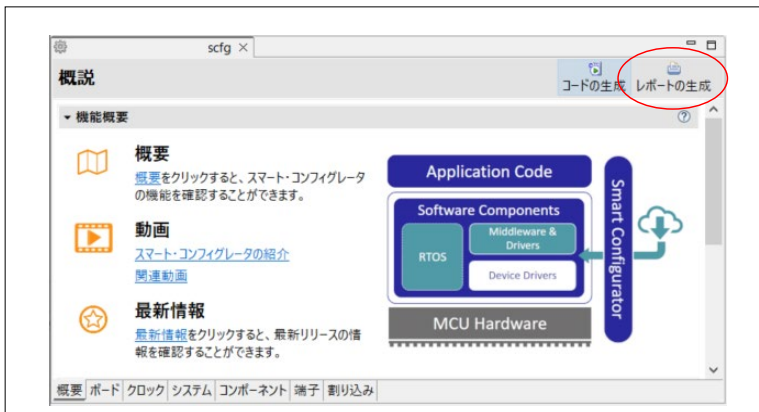 scfg ×
概説
コードの生成 レポートの生成
機能概要
概要
概要をクリックすると、スマート・コンフィグレータ
の機能を確認することができます。
動画
スマート・コンフィグレータの紹介
関連動画
最新情報
最新情報をクリックすると、最新リリースの情
報を確認することができます。
Application Code
Software Components
RTOS
Middleware &
Drivers
Device Drivers
MCU Hardware
Smart Configurator
概要 ボード クロック システム コンポーネント 端子 割り込み